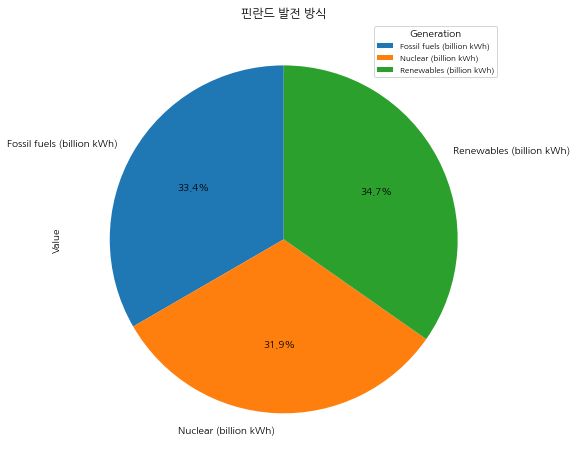 핀란드 발전 방식
Generation
Fossil fuels (billion kWh)
Nuclear (billion kWh)
Renewables (billion kWh)
Fossil fuels (billion kWh)
Renewables (billion kWh)
33.4%
34.7%
Value
31.9%
Nuclear (billion kWh)